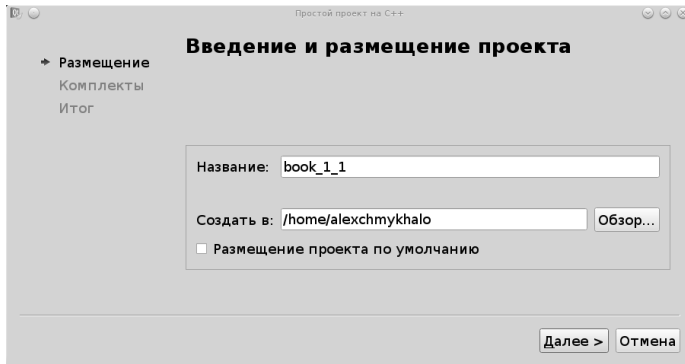 Простой проект на C++
Введение и размещение проекта
Размещение
Комплекты
Итог
Название: book_1_1
Создать в: /home/alexchmykhalo Обзор...
Размещение проекта по умолчанию
Далее > Отмена